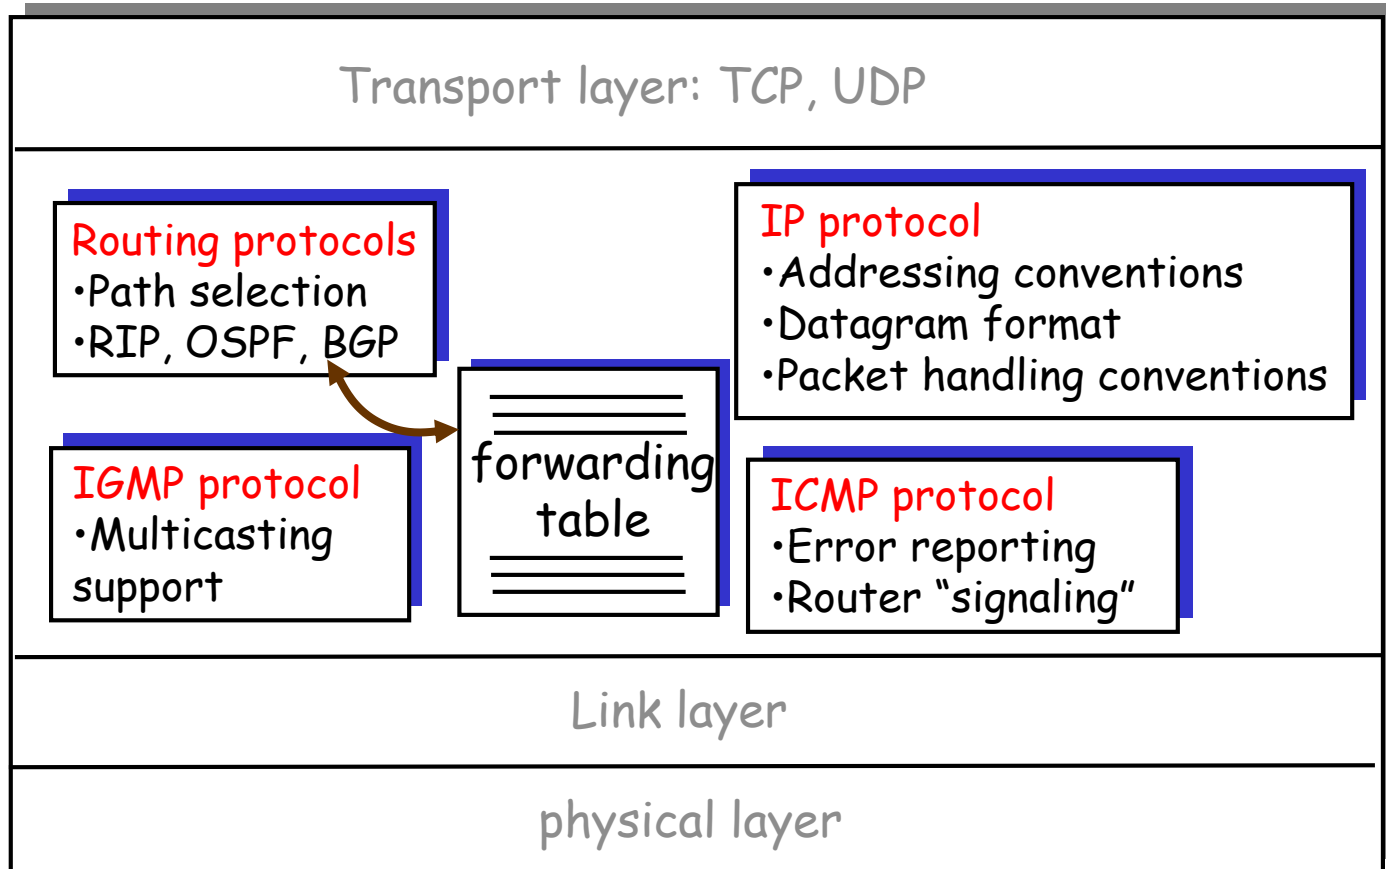 Transport layer: TCP, UDP
Routing protocols
•Path selection
•RIP, OSPF, BGP
IP protocol
•Addressing conventions
•Datagram format
•Packet handling conventions
IGMP protocol
•Multicasting
support
forwarding
table
ICMP protocol
•Error reporting
•Router “signaling”
Link layer
physical layer